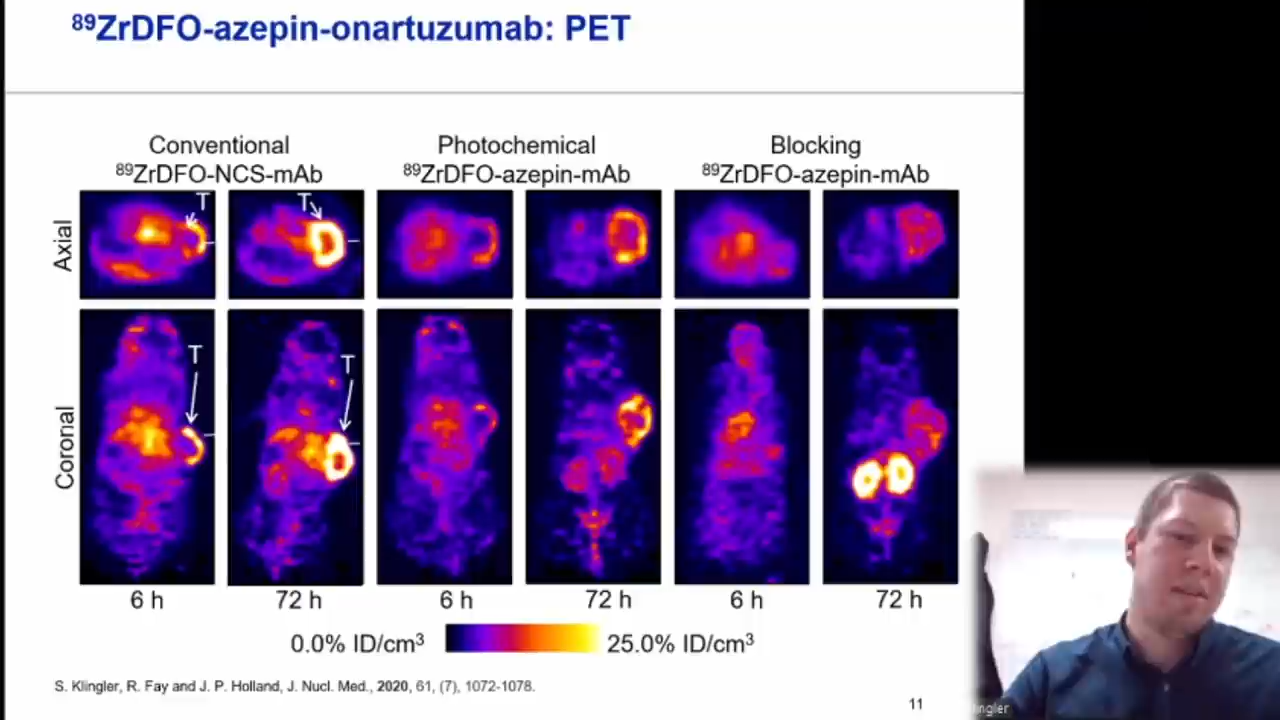 ⁸⁹ZrDFO-azepin-onartuzumab: PET
Conventional
⁸⁹ZrDFO-NCS-mAb
Photochemical
⁸⁹ZrDFO-azepin-mAb
Blocking
⁸⁹ZrDFO-azepin-mAb
Axial
T
T
Coronal
T
T
6 h
72 h
6 h
72 h
6 h
72 h
0.0% ID/cm³
25.0% ID/cm³
S. Klingler, R. Fay and J. P. Holland, J. Nucl. Med., 2020, 61, (7), 1072-1078.
11